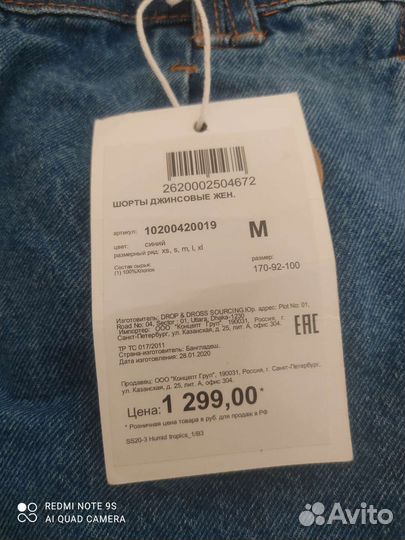 2620002504672
ШОРТЫ ДЖИНСОВЫЕ ЖЕН.
артикул: 10200420019 M
цвет: СИНИЙ
размерный ряд: xs, s, m, l, xl
Состав сырья: размер:
(1) 100%Хлопок 170-92-100
Изготовитель: DROP & DROSS SOURCING.Юр. адрес: Plot No: 01,
Road No: 04, Sector : 01, Uttara, Dhaka-1230
Импортер: ООО "Концепт Груп", 190031, Россия, г.
Санкт-Петербург, ул. Казанская, д. 25, лит. А, офис 304.
ТР ТС 017/2011
Страна-изготовитель: Бангладеш.
Дата изготовления: 28.01.2020
EAC
Продавец: ООО "Концепт Груп", 190031, Россия, г. Санкт-Петербург,
ул. Казанская, д. 25, лит. А, офис 304.
Цена: 1 299,00*
* Розничная цена товара в руб. для продаж в РФ
SS20-3 Humid tropics_1/B3
REDMI NOTE 9S
AI QUAD CAMERA
Avito